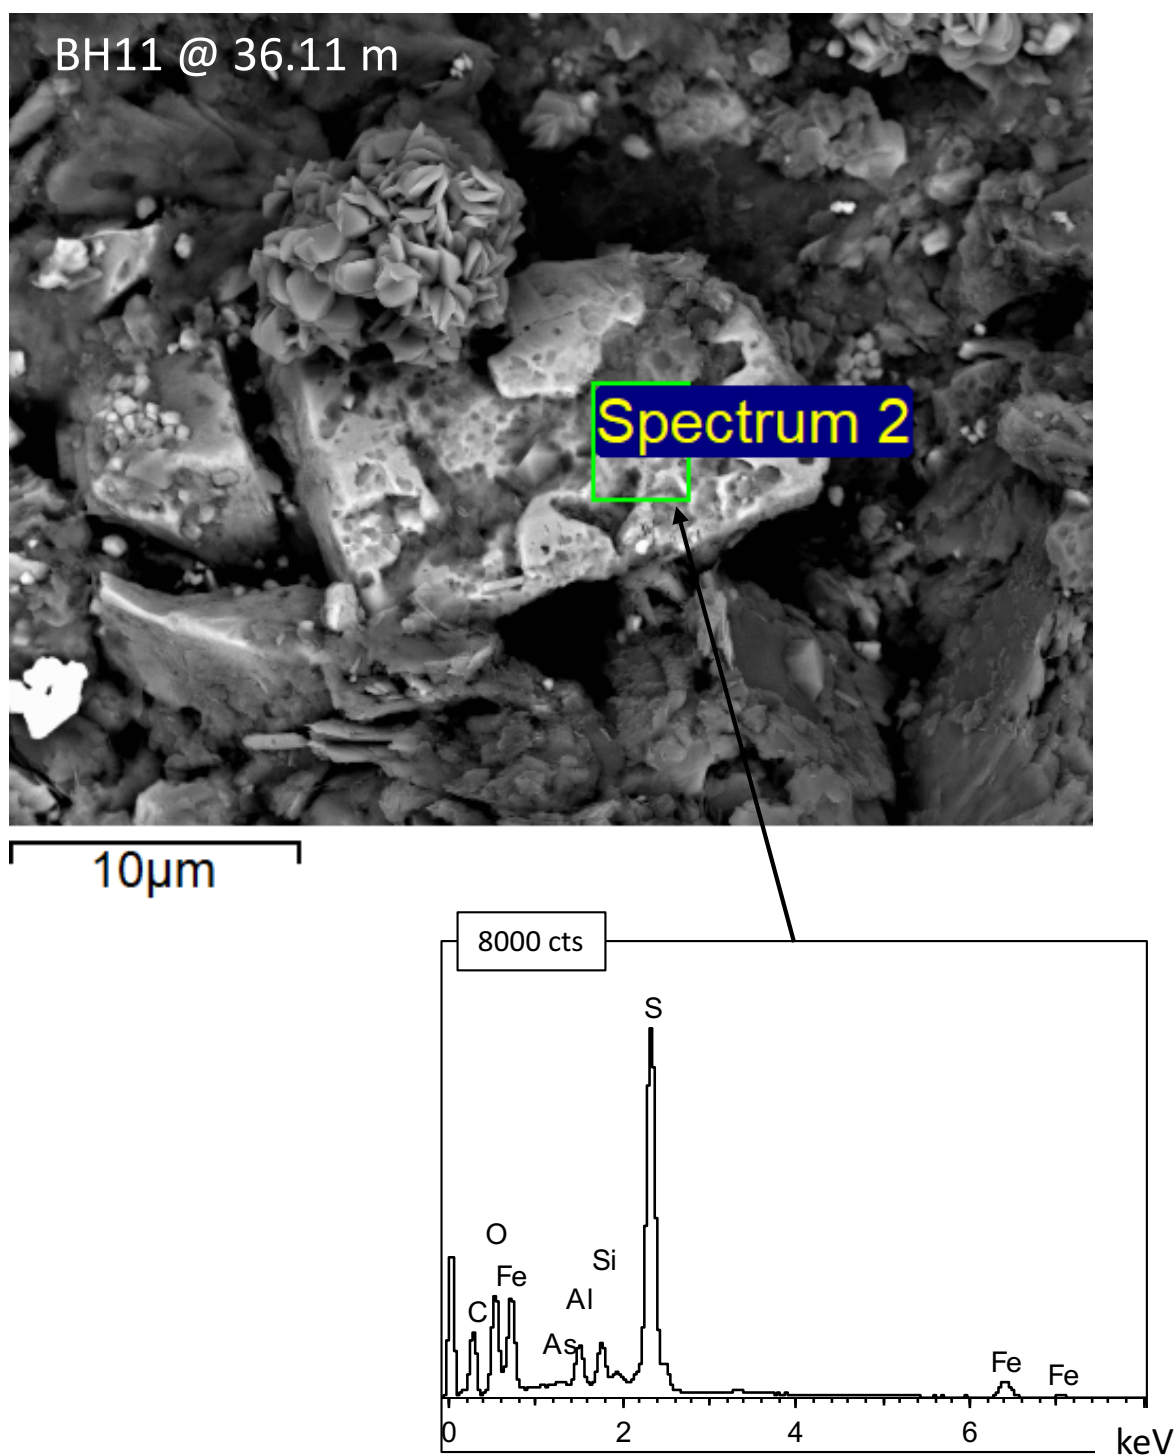 BH11 @ 36.11 m
Spectrum 2
10µm
8000 cts
S
O
Si
Fe
Al
C
As
Fe
Fe
0 2 4 6
keV